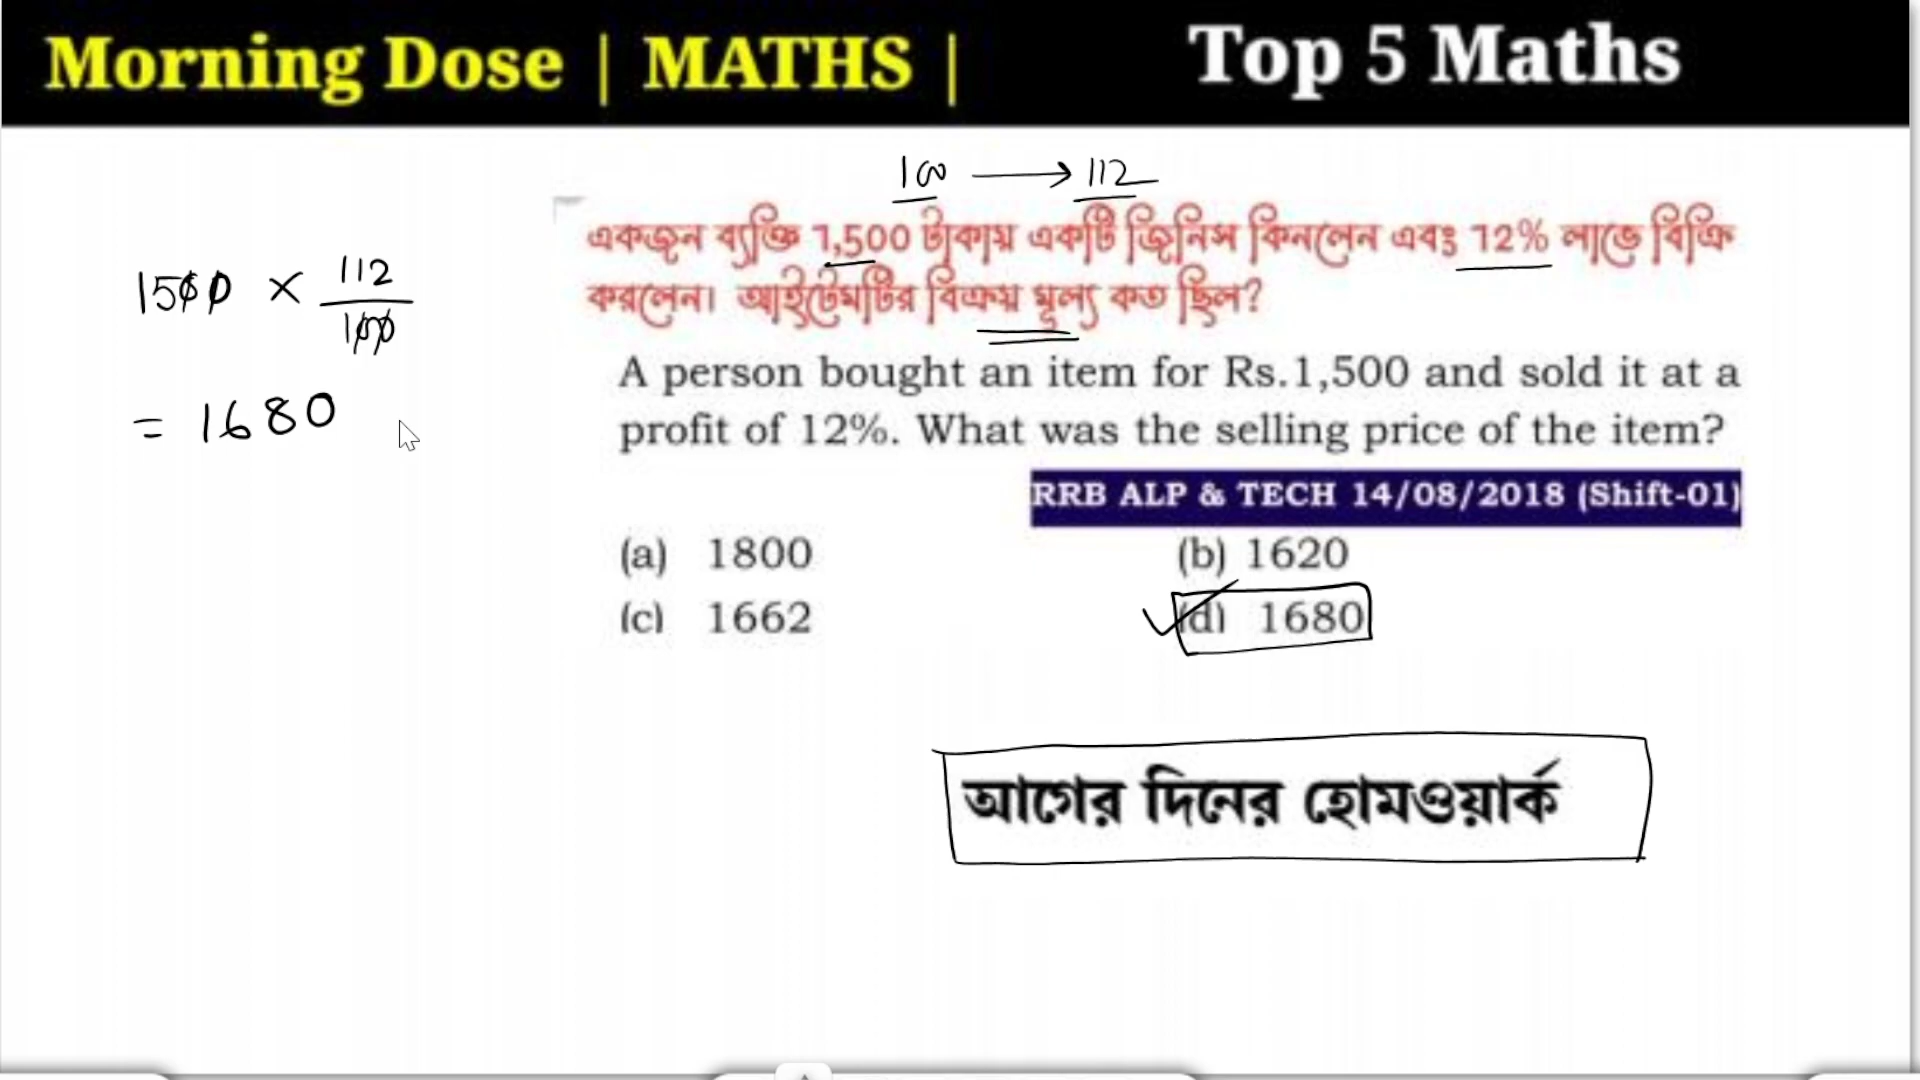 Morning Dose | MATHS | Top 5 Maths
100 → 112
একজন ব্যক্তি 1,500 টাকায় একটি জিনিস কিনলেন এবং 12% লাভে বিক্রি
করলেন। আইটেমটির বিক্রয় মূল্য কত ছিল?
1500 × 112/100
= 1680
A person bought an item for Rs.1,500 and sold it at a
profit of 12%. What was the selling price of the item?
RRB ALP & TECH 14/08/2018 (Shift-01)
(a) 1800 (b) 1620
(c) 1662 (d) 1680
আগের দিনের হোমওয়ার্ক